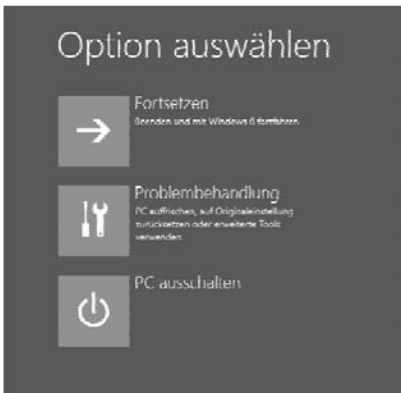 Option auswählen
Fortsetzen
Beenden und mit Windows 8 fortfahren
Problembehandlung
PC auffrischen, auf Originaleinstellung
zurücksetzen oder erweiterte Tools
verwenden
PC ausschalten